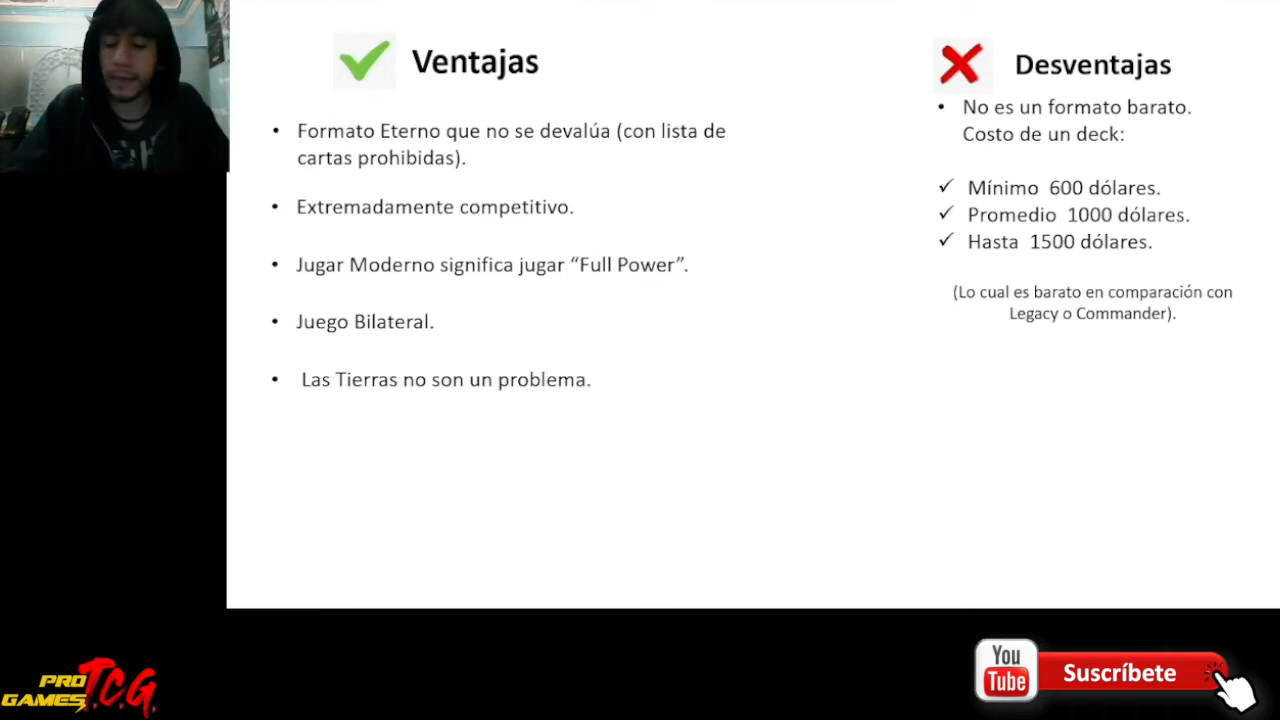 Ventajas
• Formato Eterno que no se devalúa (con lista de
cartas prohibidas).
• Extremadamente competitivo.
• Jugar Moderno significa jugar “Full Power”.
• Juego Bilateral.
• Las Tierras no son un problema.
Desventajas
• No es un formato barato.
Costo de un deck:
✓ Mínimo 600 dólares.
✓ Promedio 1000 dólares.
✓ Hasta 1500 dólares.
(Lo cual es barato en comparación con
Legacy o Commander).
PRO
GAMES T.C.G.
You
Tube
Suscríbete